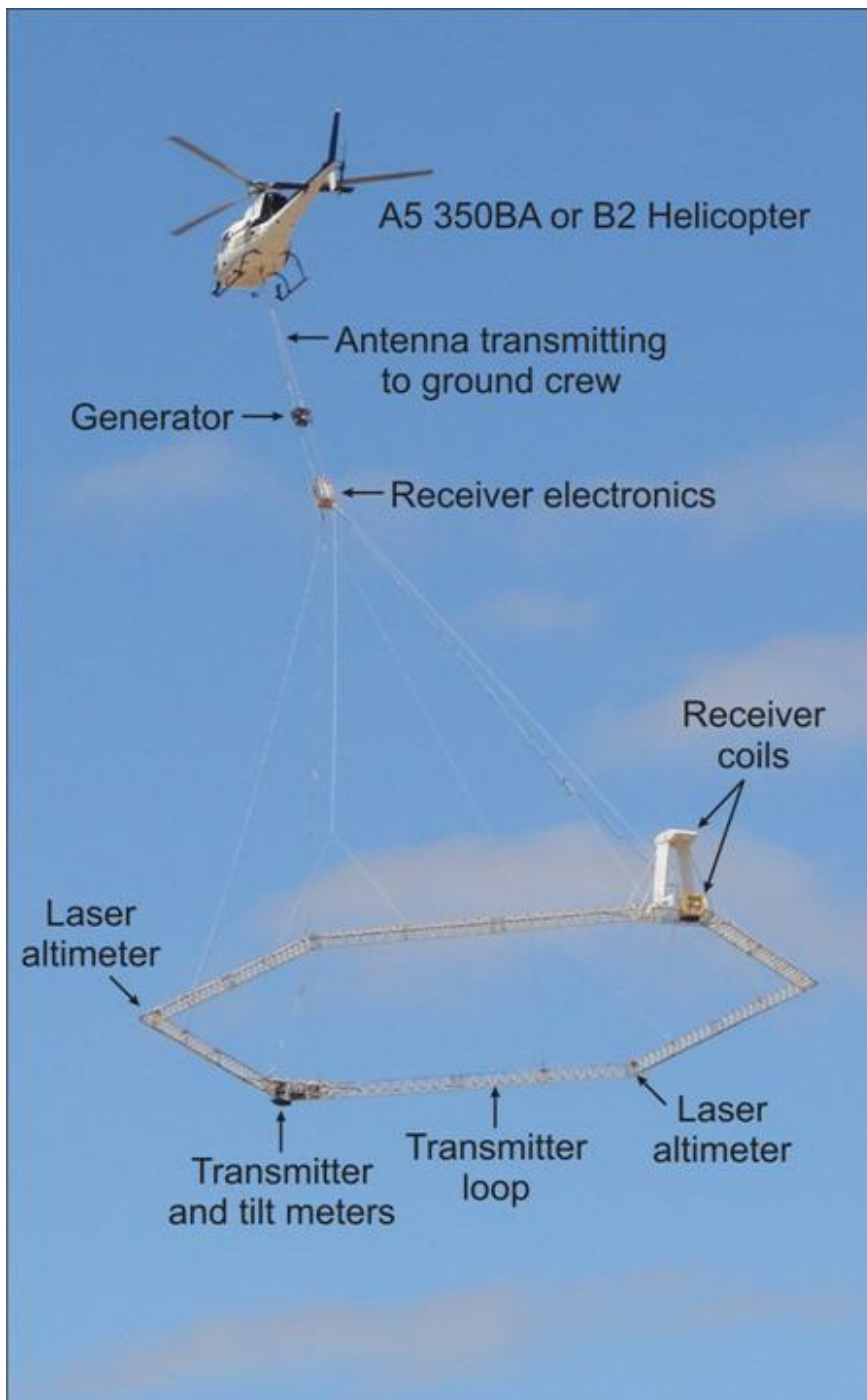 A5 350BA or B2 Helicopter
Antenna transmitting
to ground crew
Generator
Receiver electronics
Receiver
coils
Laser
altimeter
Laser
altimeter
Transmitter
loop
Transmitter
and tilt meters